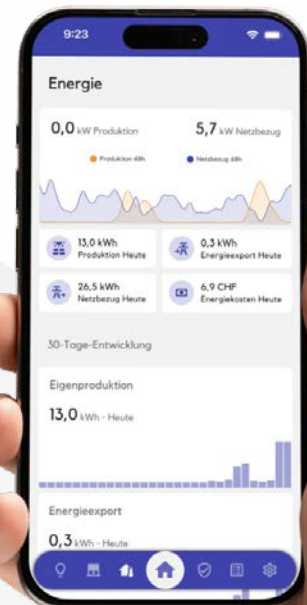 9:23
Energie
0,0 kW Produktion
5,7 kW Netzbezug
Produktion 48h
Netzbezug 48h
13,0 kWh
Produktion Heute
0,3 kWh
Energieexport Heute
26,5 kWh
Netzbezug Heute
6,9 CHF
Energiekosten Heute
30-Tage-Entwicklung
Eigenproduktion
13,0 kWh - Heute
Energieexport
0,3 kWh - Heute